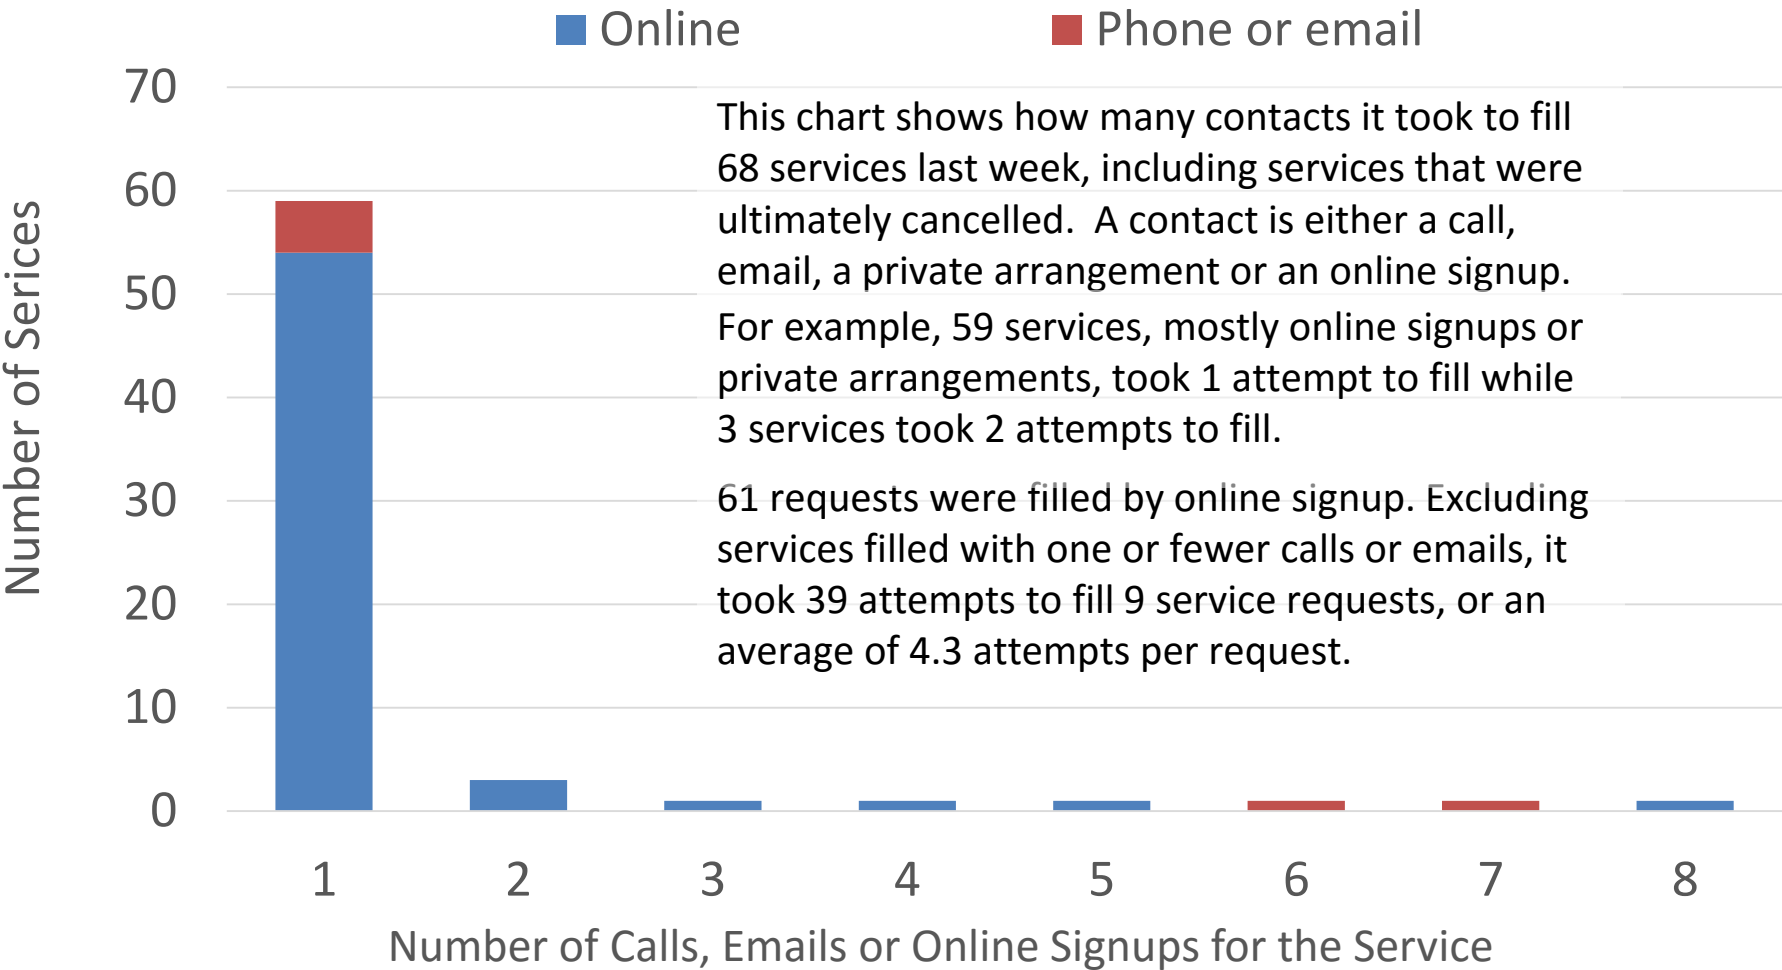 Online
Phone or email
70
60
50
40
30
20
10
0
Number of Serices
This chart shows how many contacts it took to fill
68 services last week, including services that were
ultimately cancelled.  A contact is either a call,
email, a private arrangement or an online signup.
For example, 59 services, mostly online signups or
private arrangements, took 1 attempt to fill while
3 services took 2 attempts to fill.
61 requests were filled by online signup. Excluding
services filled with one or fewer calls or emails, it
took 39 attempts to fill 9 service requests, or an
average of 4.3 attempts per request.
1 2 3 4 5 6 7 8
Number of Calls, Emails or Online Signups for the Service